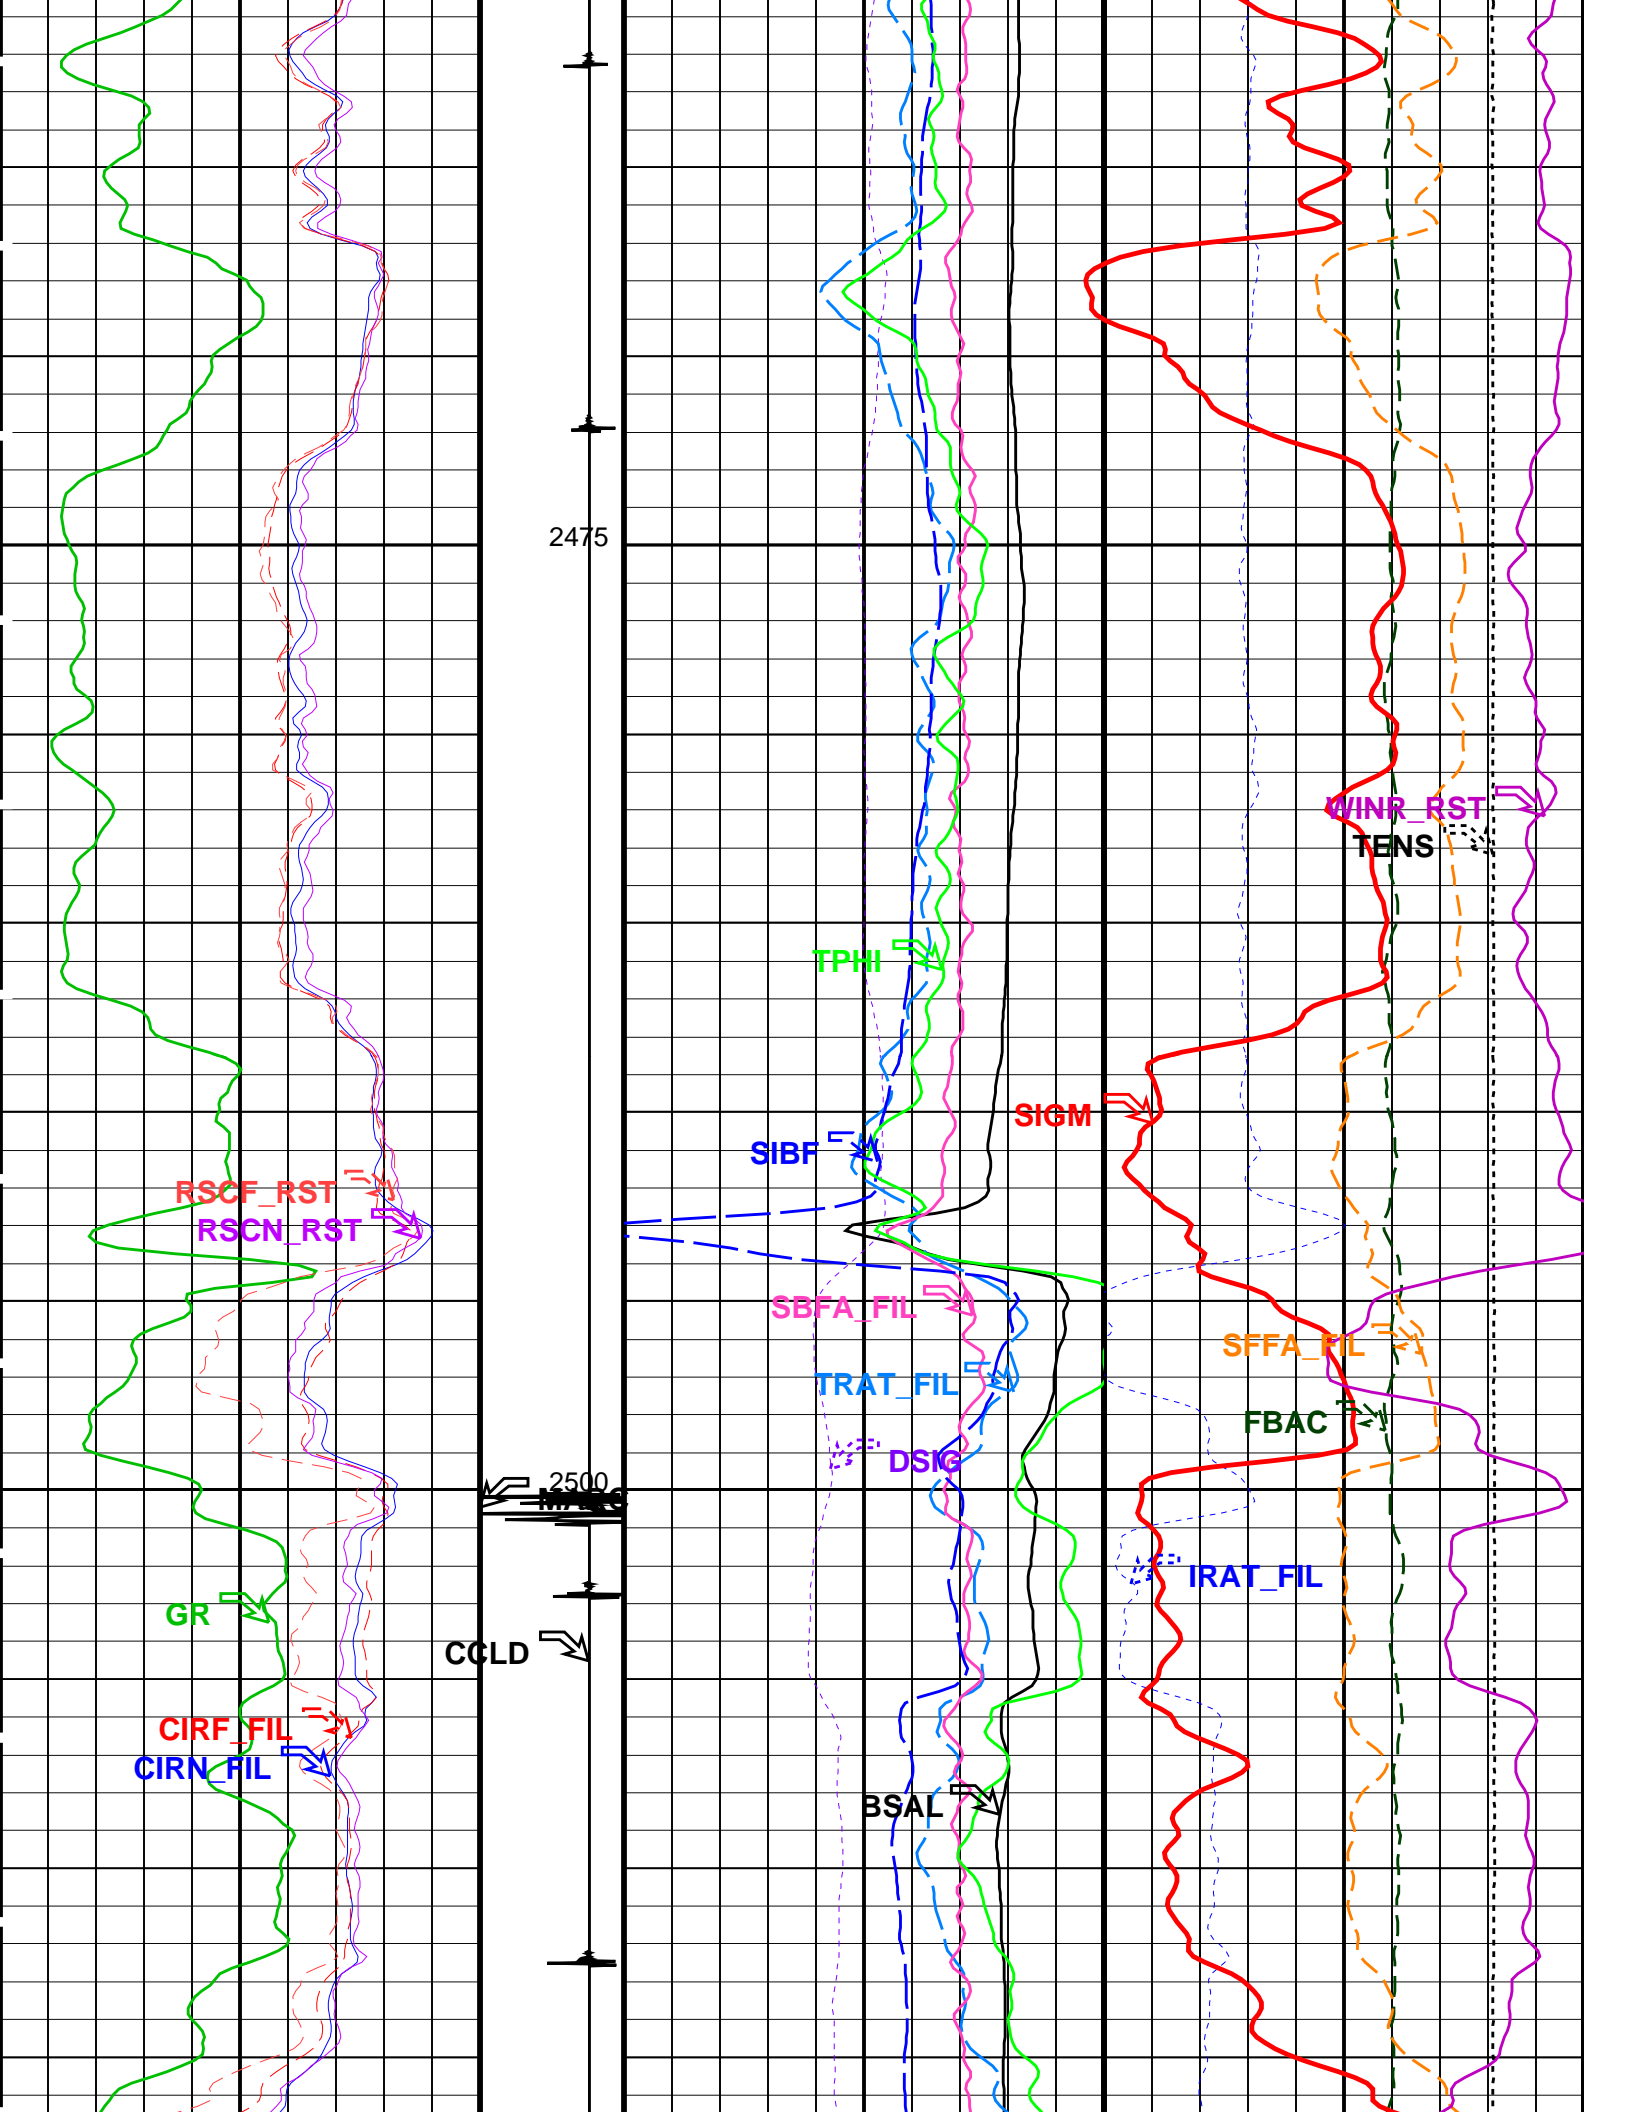 2475
WINR_RST
TENS
TPHI
SIGM
SIBF
RSCF_RST
RSCN_RST
SBFA_FIL
SFFA_FIL
TRAT_FIL
FBAC
DSIG
2500
IRAT_FIL
GR
CCLD
CIRF_FIL
CIRN_FIL
BSAL